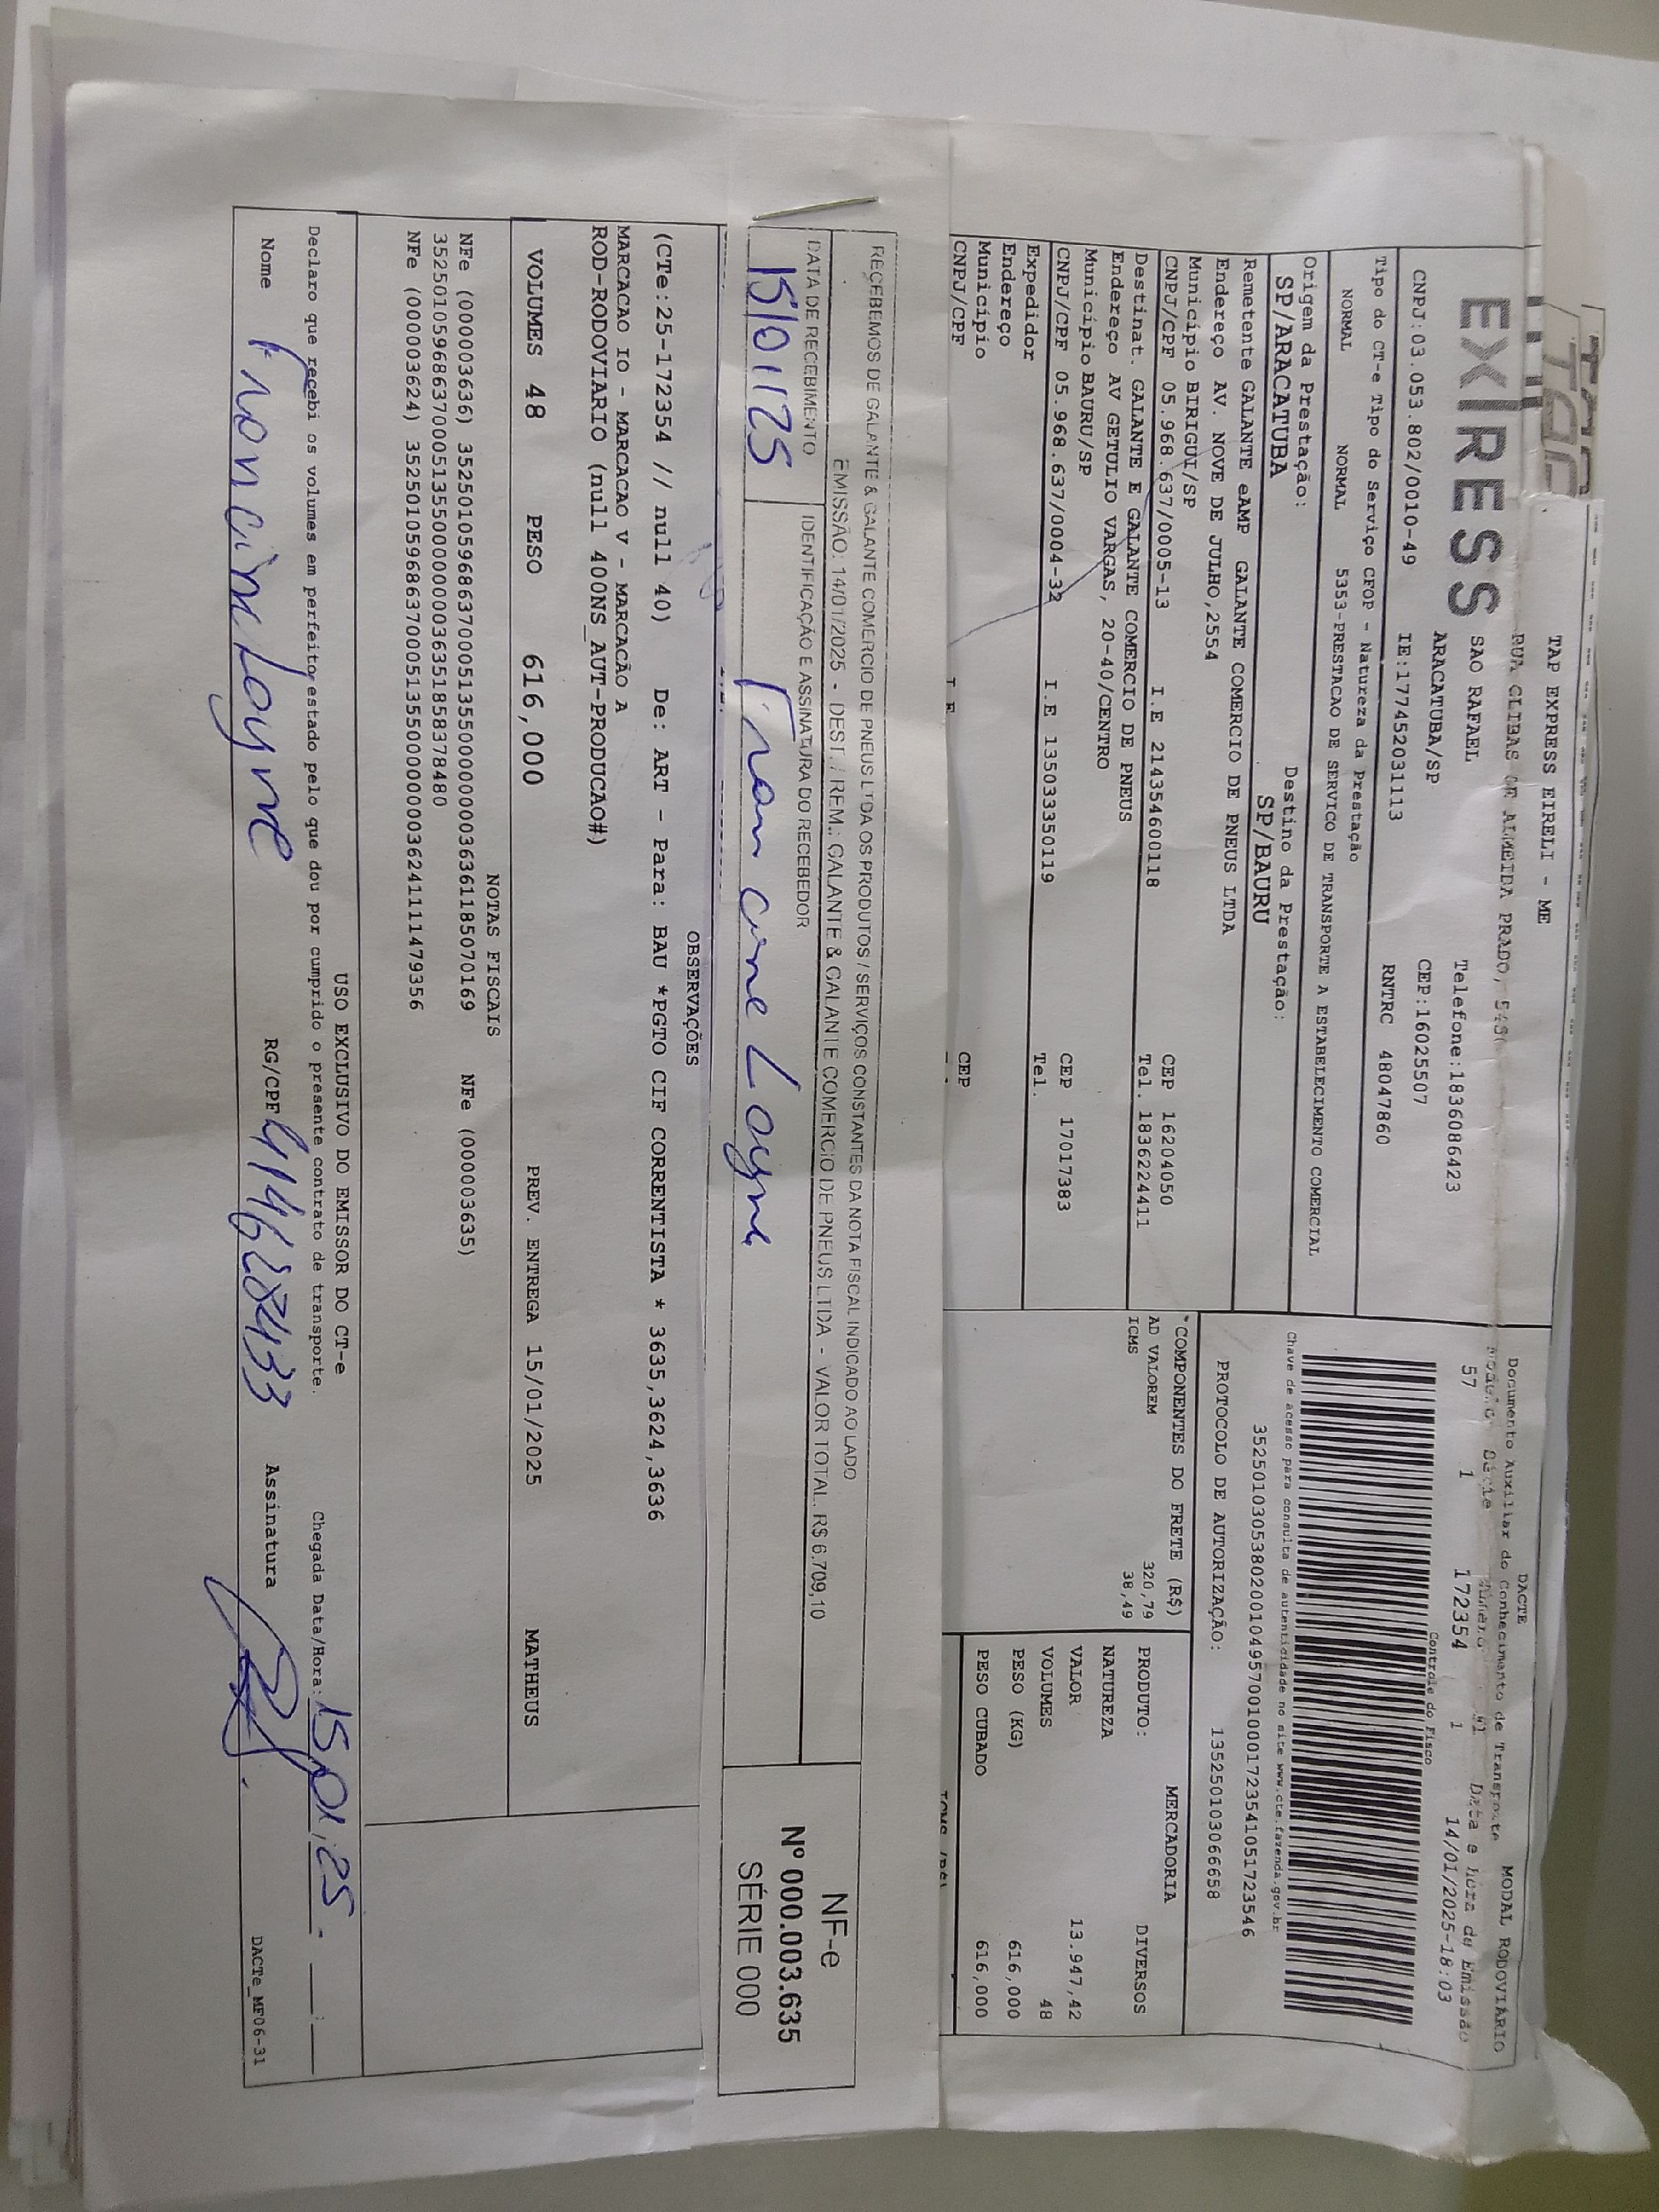 EXPRESS
TAP EXPRESS EIRELI - ME
RUA CLIBAS DE ALMEIDA PRADO,
SAO RAFAEL Telefone:1836086423
ARACATUBA/SP CEP:16025507
CNPJ:03.053.802/0010-49 IE:177452031113 RNTRC 48047860
Tipo do CT-e Tipo do Serviço CFOP - Natureza da Prestação
NORMAL NORMAL 5353-PRESTACAO DE SERVICO DE TRANSPORTE A ESTABELECIMENTO COMERCIAL
Origem da Prestação: Destino da Prestação:
SP/ARACATUBA SP/BAURU
Remetente GALANTE eAMP GALANTE COMERCIO DE PNEUS LTDA
Endereço AV. NOVE DE JULHO,2554
Município BIRIGUI/SP CEP 16204050
CNPJ/CPF 05.968.637/0005-13 I.E 214354600118 Tel. 1836224411
Destinat. GALANTE E GALANTE COMERCIO DE PNEUS
Endereço AV GETULIO VARGAS, 20-40/CENTRO
Município BAURU/SP CEP 17017383
CNPJ/CPF 05.968.637/0004-32 I.E 135033350119 Tel.
Expedidor
Endereço
Município CEP
CNPJ/CPF I.E
DACTE MODAL RODOVIÁRIO
Documento Auxiliar do Conhecimento de Transporte
Modelo Série Número Data e hora de Emissão
57 1 172354 1 14/01/2025-18:03
Controle do Fisco
Chave de acesso para consulta de autenticidade no site www.cte.fazenda.gov.br
35250103053802001049570010001723541051723546
PROTOCOLO DE AUTORIZAÇÃO: 135250103066658
*COMPONENTES DO FRETE (R$)
AD VALOREM 320,79
ICMS 38,49
MERCADORIA
PRODUTO: DIVERSOS
NATUREZA
VALOR 13.947,42
VOLUMES 48
PESO (KG) 616,000
PESO CUBADO 616,000
RECEBEMOS DE GALANTE & GALANTE COMERCIO DE PNEUS LTDA OS PRODUTOS / SERVIÇOS CONSTANTES DA NOTA FISCAL INDICADO AO LADO
EMISSÃO: 14/01/2025 - DEST. / REM.: GALANTE & GALANTE COMERCIO DE PNEUS LTDA - VALOR TOTAL: R$ 6.709,10
DATA DE RECEBIMENTO IDENTIFICAÇÃO E ASSINATURA DO RECEBEDOR
15/01/25 Francine Loyne
NF-e
Nº 000.003.635
SÉRIE 000
OBSERVAÇÕES
(CTe:25-172354 // null 40) De: ART - Para: BAU *PGTO CIF CORRENTISTA * 3635,3624,3636
MARCACAO IO - MARCACAO V - MARCAÇÃO A
ROD-RODOVIARIO (null 400NS_AUT-PRODUCAO#)
VOLUMES 48 PESO 616,000 PREV. ENTREGA 15/01/2025 MATHEUS
NOTAS FISCAIS
NFe (000003636) 35250105968637000513550000000036361185070169 NFe (000003635)
35250105968637000513550000000036351858378480
NFe (000003624) 35250105968637000513550000000036241111479356
USO EXCLUSIVO DO EMISSOR DO CT-e
Declaro que recebi os volumes em perfeito estado pelo que dou por cumprido o presente contrato de transporte. Chegada Data/Hora: 15,01,25.
Nome Francine Loyne RG/CPF 414628433 Assinatura
DACTe_MF06-31